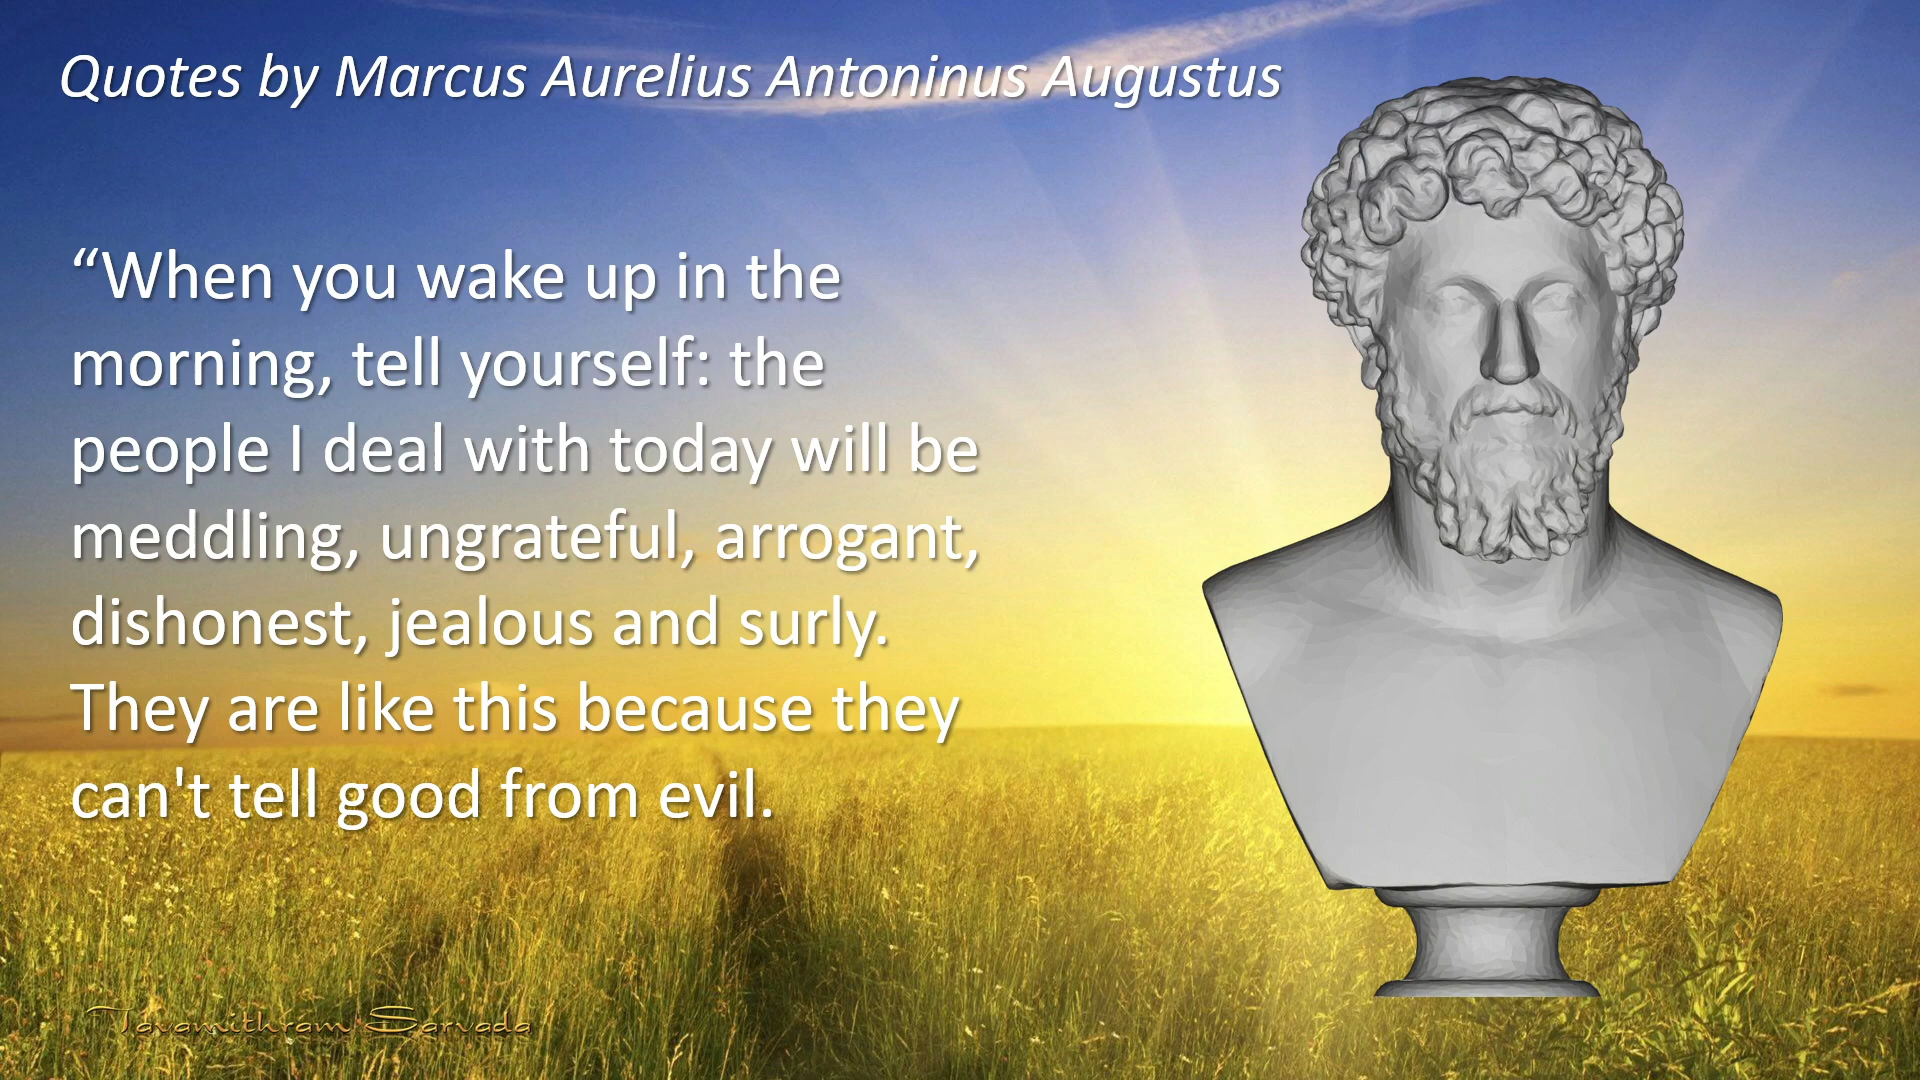 Quotes by Marcus Aurelius Antoninus Augustus
“When you wake up in the
morning, tell yourself: the
people I deal with today will be
meddling, ungrateful, arrogant,
dishonest, jealous and surly.
They are like this because they
can't tell good from evil.
Tavamithram Sarvada